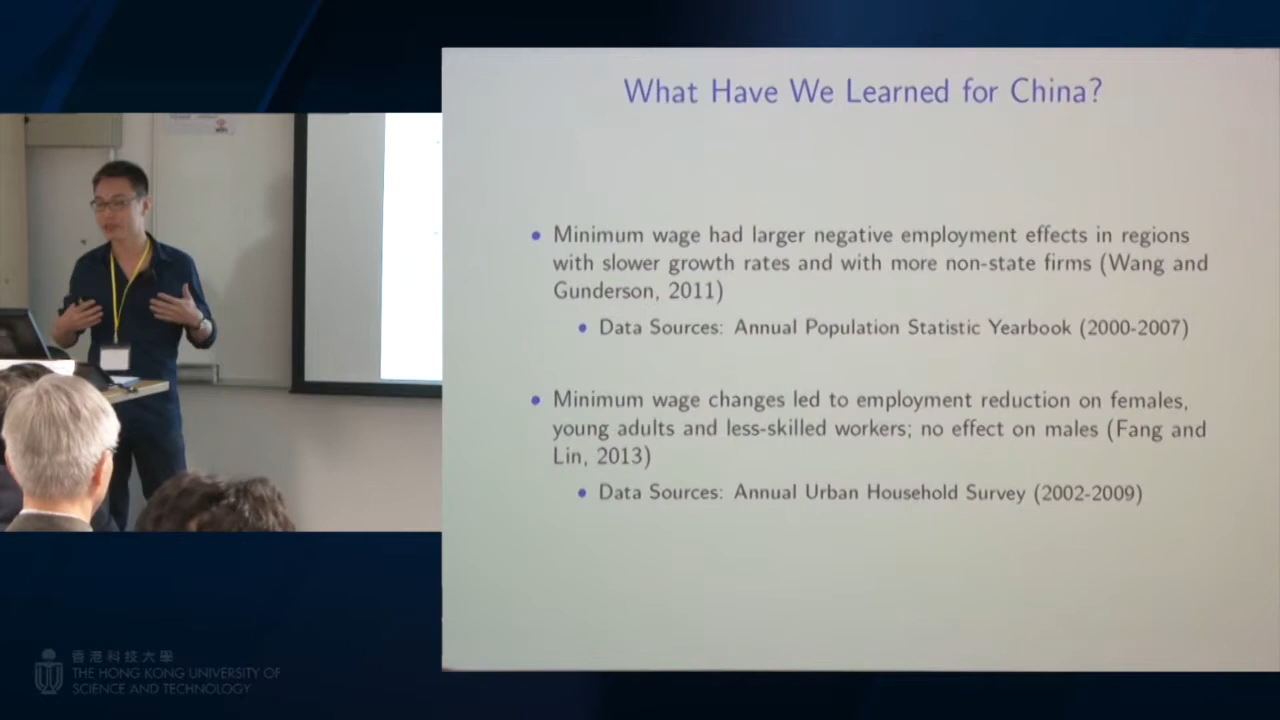 What Have We Learned for China?
• Minimum wage had larger negative employment effects in regions
with slower growth rates and with more non-state firms (Wang and
Gunderson, 2011)
• Data Sources: Annual Population Statistic Yearbook (2000-2007)
• Minimum wage changes led to employment reduction on females,
young adults and less-skilled workers; no effect on males (Fang and
Lin, 2013)
• Data Sources: Annual Urban Household Survey (2002-2009)
香港科技大學
THE HONG KONG UNIVERSITY OF
SCIENCE AND TECHNOLOGY